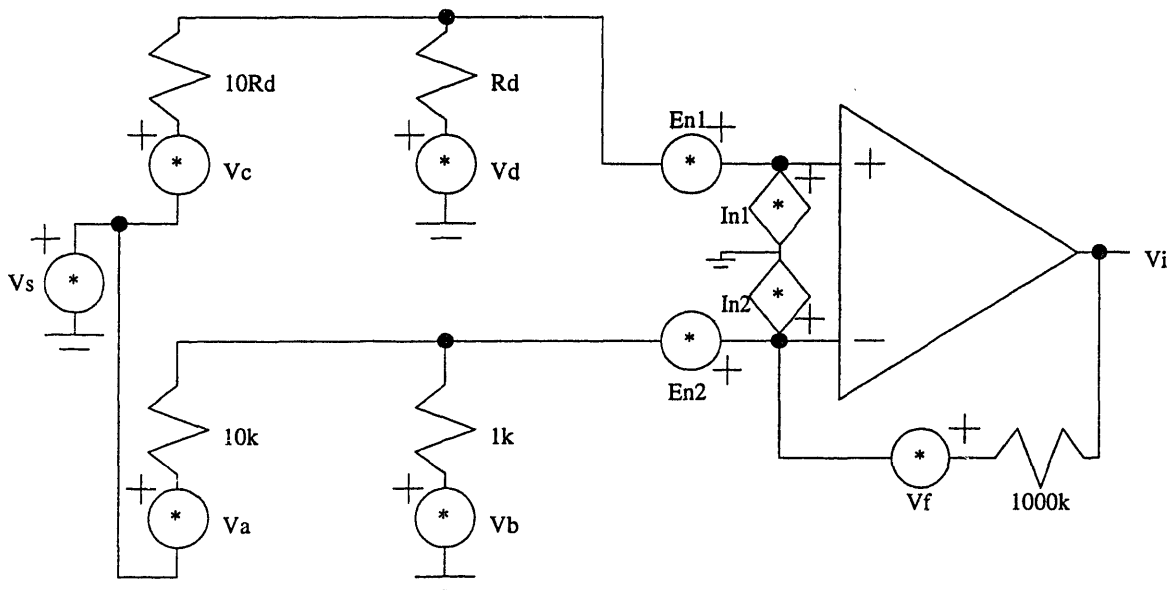 10Rd
Rd
En1
+
+
+
Vc
Vd
+
+
+
In1
Vs
*
*
*
*
*
Vi
In2
*
+
*
En2
+
−
10k
1k
+
+
+
Va
Vb
*
*
*
Vf
1000k